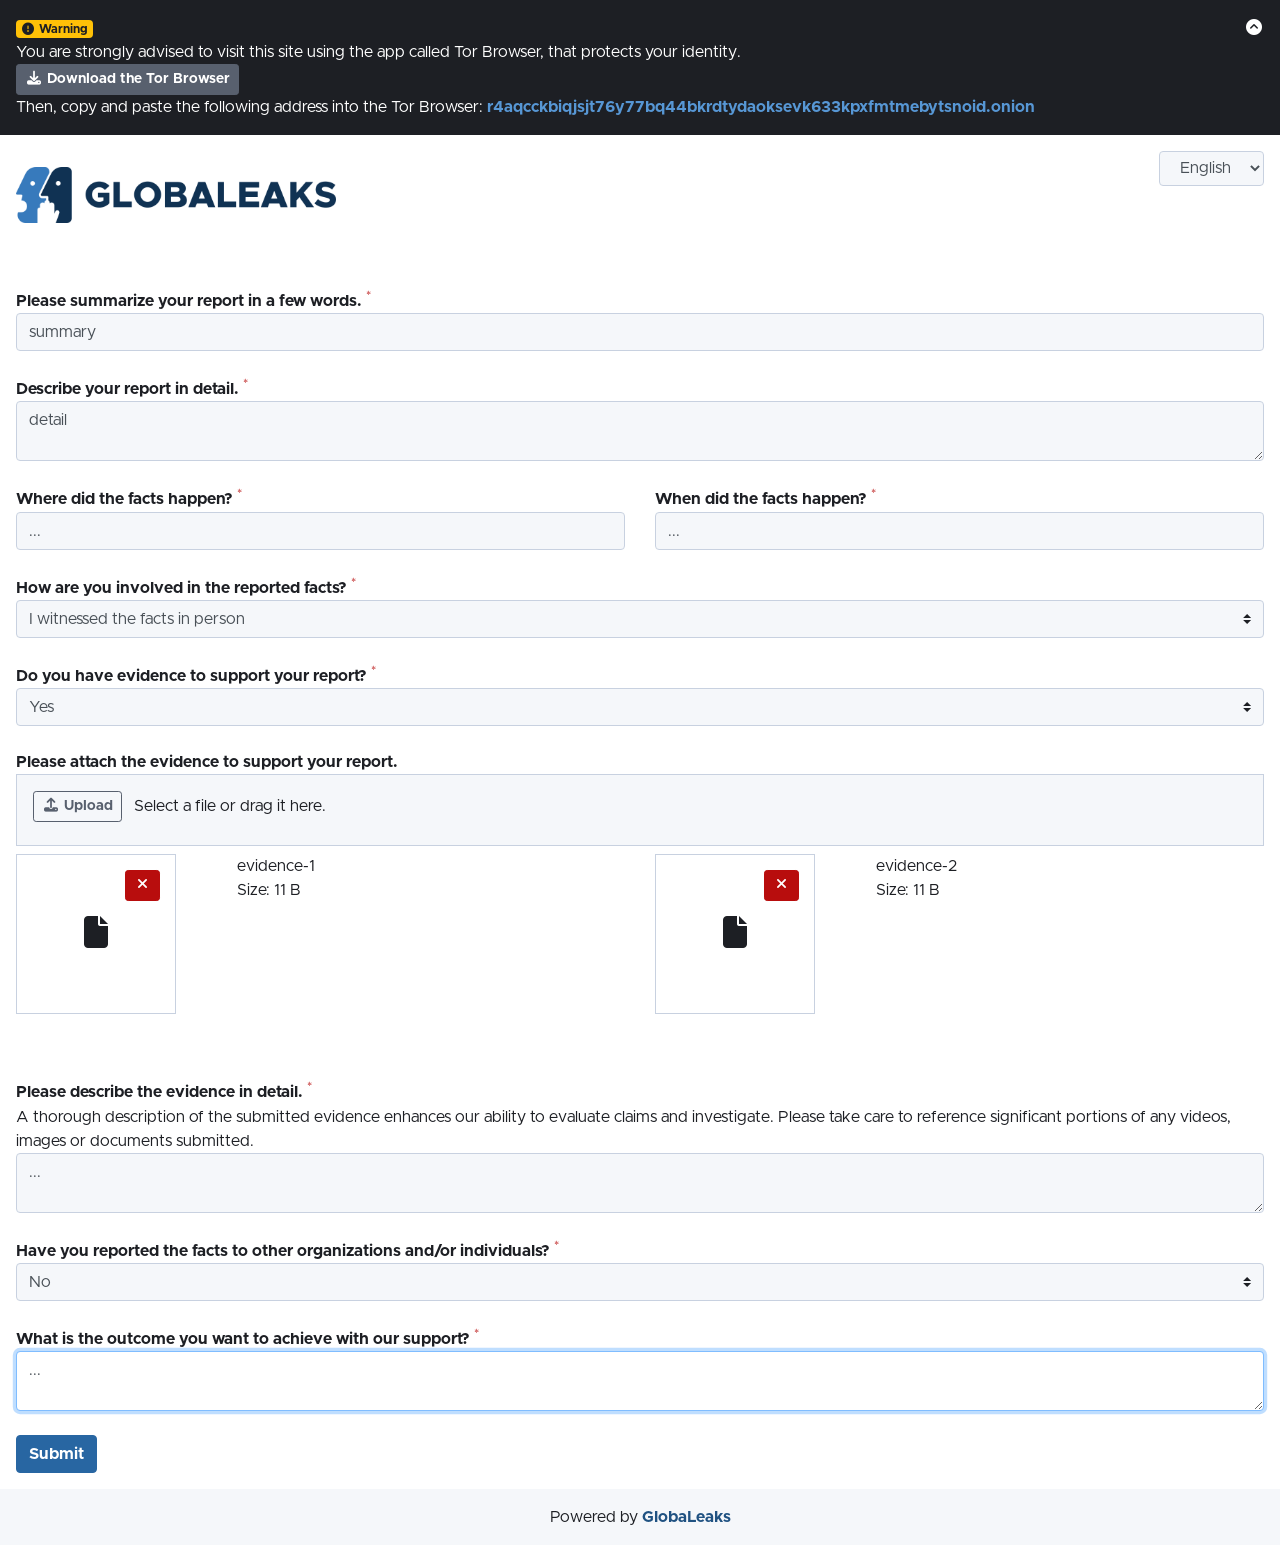 Warning
You are strongly advised to visit this site using the app called Tor Browser, that protects your identity.
Download the Tor Browser
Then, copy and paste the following address into the Tor Browser: r4aqcckbiqjsjt76y77bq44bkrdtydaoksevk633kpxfmtmebytsnoid.onion
GLOBALEAKS
English
Please summarize your report in a few words. *
summary
Describe your report in detail. *
detail
Where did the facts happen? *
When did the facts happen? *
...
...
How are you involved in the reported facts? *
I witnessed the facts in person
Do you have evidence to support your report? *
Yes
Please attach the evidence to support your report.
Upload Select a file or drag it here.
evidence-1
Size: 11 B
evidence-2
Size: 11 B
Please describe the evidence in detail. *
A thorough description of the submitted evidence enhances our ability to evaluate claims and investigate. Please take care to reference significant portions of any videos,
images or documents submitted.
...
Have you reported the facts to other organizations and/or individuals? *
No
What is the outcome you want to achieve with our support? *
...
Submit
Powered by GlobaLeaks